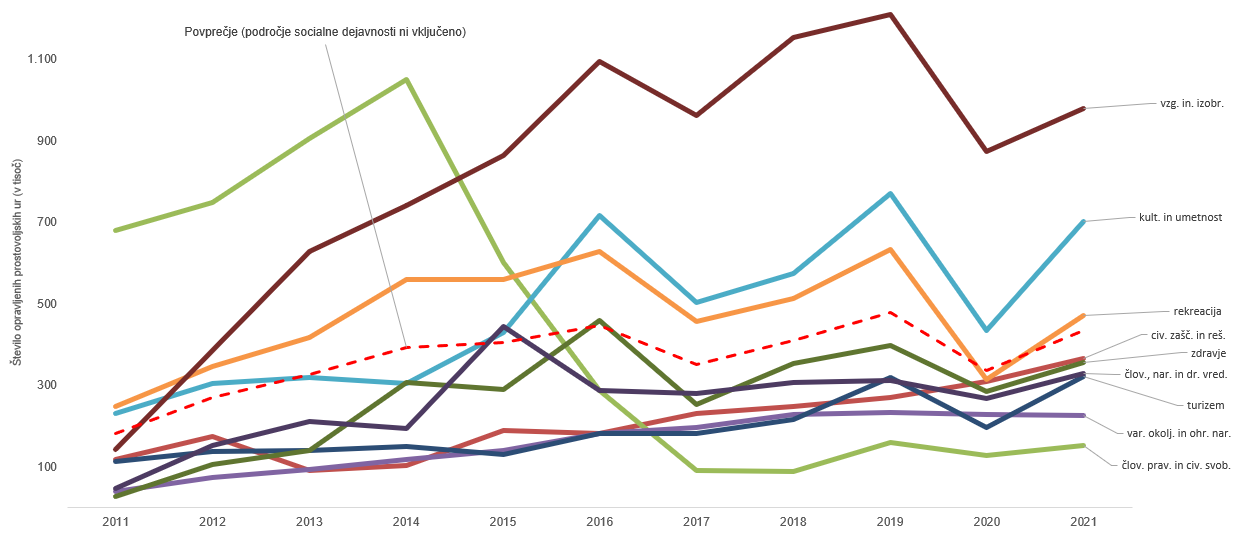 Povprečje (področje socialne dejavnosti ni vključeno)
Število opravljenih prostovoljskih ur (v tisoč)
1.100
900
700
500
300
100
vzg. in. izobr.
kult. in umetnost
rekreacija
civ. zašč. in reš.
zdravje
člov., nar. in dr. vred.
turizem
var. okolj. in ohr. nar.
člov. prav. in civ. svob.
2011 2012 2013 2014 2015 2016 2017 2018 2019 2020 2021